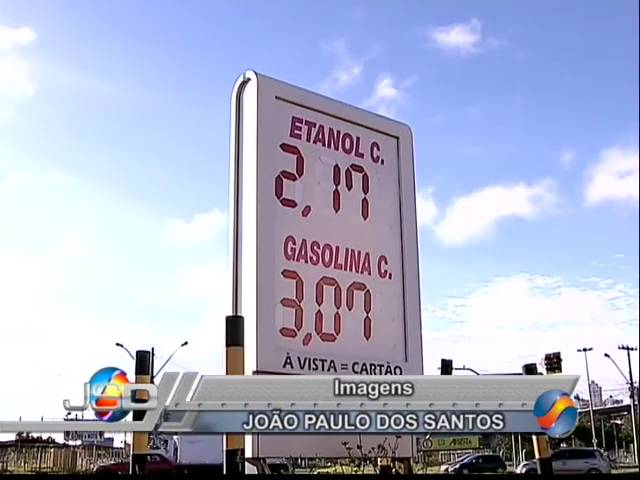 ETANOL C.
2,17
GASOLINA C.
3,07
À VISTA = CARTÃO
Imagens
JOÃO PAULO DOS SANTOS